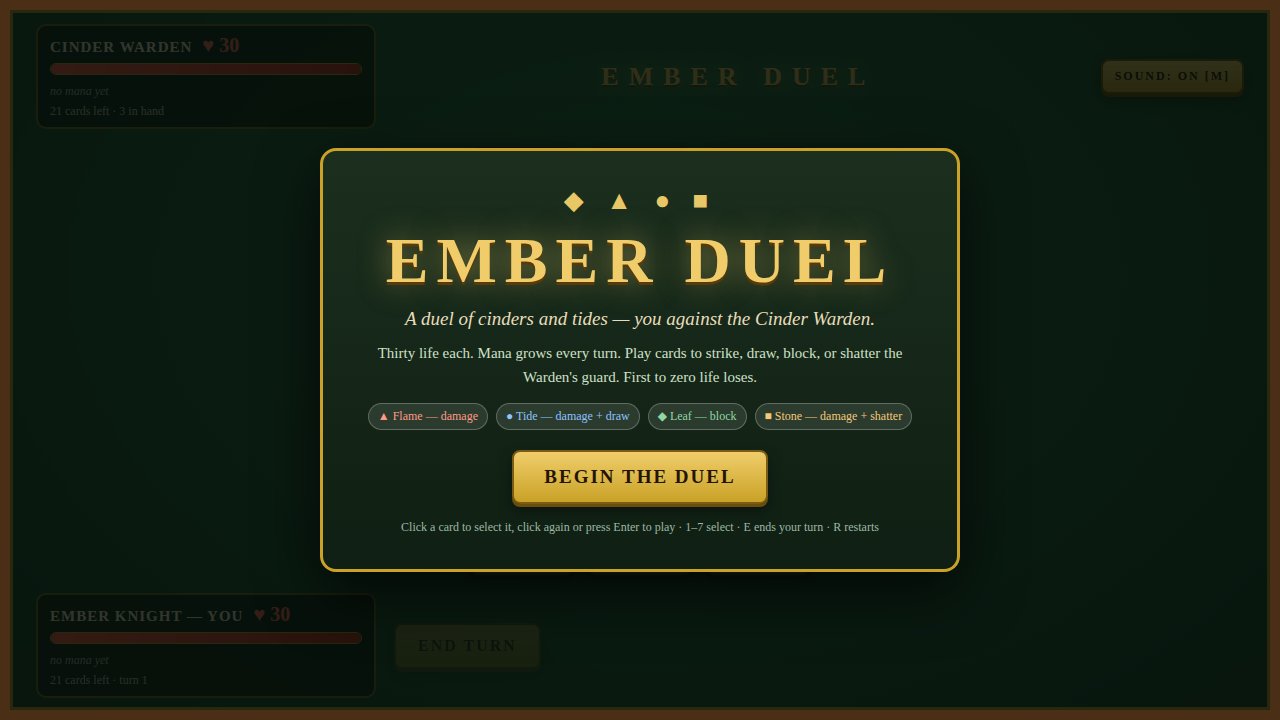 CINDER WARDEN ♥ 30
no mana yet
21 cards left · 3 in hand
EMBER DUEL
SOUND: ON [M]
◆ ▲ ● ■
EMBER DUEL
A duel of cinders and tides — you against the Cinder Warden.
Thirty life each. Mana grows every turn. Play cards to strike, draw, block, or shatter the
Warden's guard. First to zero life loses.
▲ Flame — damage
● Tide — damage + draw
◆ Leaf — block
■ Stone — damage + shatter
BEGIN THE DUEL
Click a card to select it, click again or press Enter to play · 1–7 select · E ends your turn · R restarts
EMBER KNIGHT — YOU ♥ 30
no mana yet
21 cards left · turn 1
END TURN